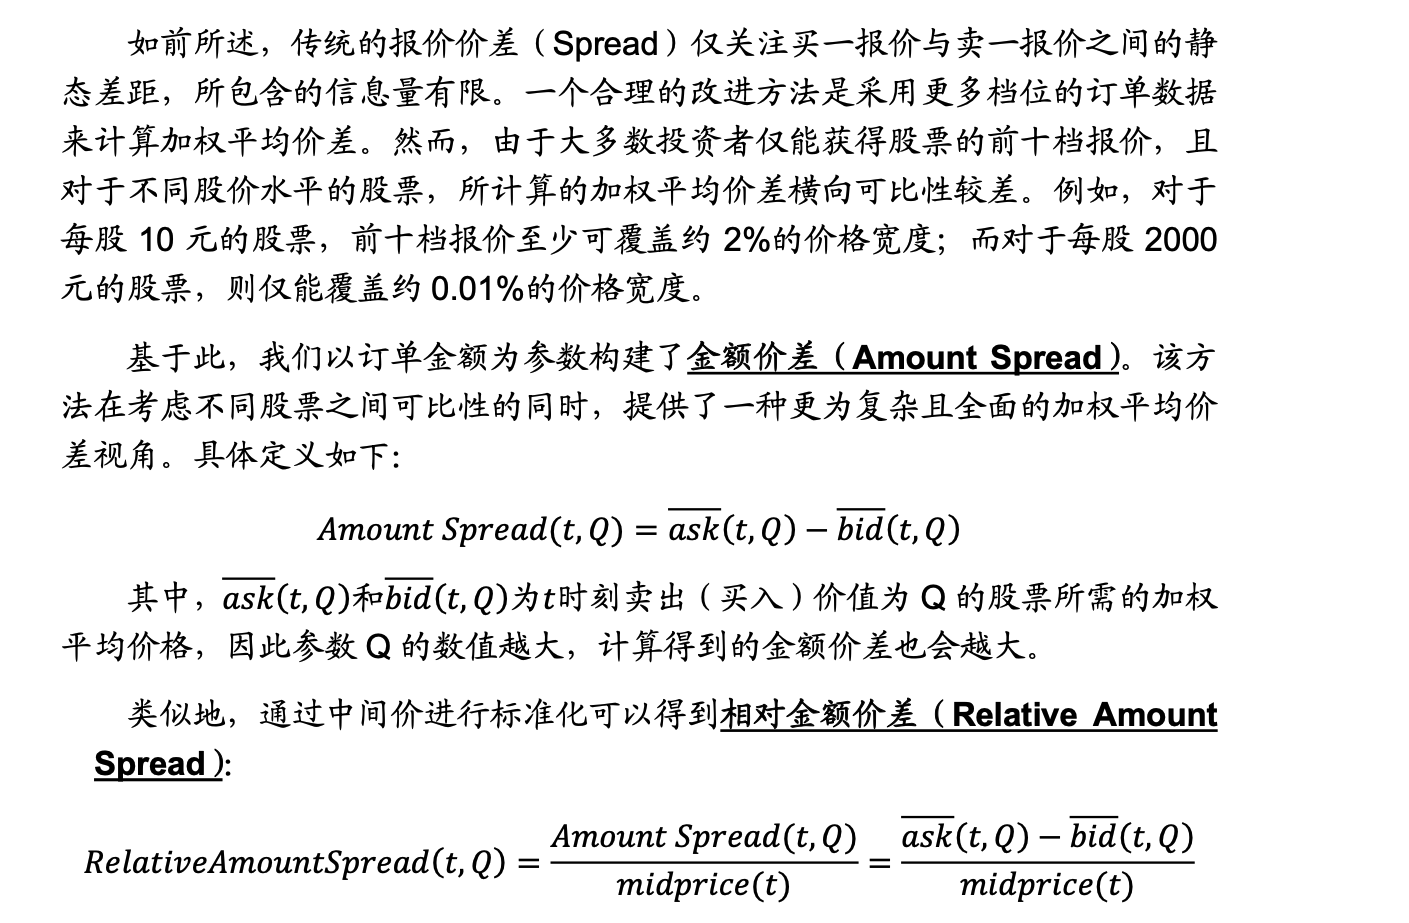 如前所述，传统的报价价差（Spread）仅关注买一报价与卖一报价之间的静
态差距，所包含的信息量有限。一个合理的改进方法是采用更多档位的订单数据
来计算加权平均价差。然而，由于大多数投资者仅能获得股票的前十档报价，且
对于不同股价水平的股票，所计算的加权平均价差横向可比性较差。例如，对于
每股 10 元的股票，前十档报价至少可覆盖约 2%的价格宽度；而对于每股 2000
元的股票，则仅能覆盖约 0.01%的价格宽度。
基于此，我们以订单金额为参数构建了金额价差（Amount Spread）。该方
法在考虑不同股票之间可比性的同时，提供了一种更为复杂且全面的加权平均价
差视角。具体定义如下：
Amount Spread(t, Q) = \overline{ask}(t, Q) − \overline{bid}(t, Q)
其中，\overline{ask}(t, Q)和\overline{bid}(t, Q)为t时刻卖出（买入）价值为 Q 的股票所需的加权
平均价格，因此参数 Q 的数值越大，计算得到的金额价差也会越大。
类似地，通过中间价进行标准化可以得到相对金额价差（Relative Amount
Spread）：
RelativeAmountSpread(t, Q) = \frac{Amount Spread(t, Q)}{midprice(t)} = \frac{\overline{ask}(t, Q) − \overline{bid}(t, Q)}{midprice(t)}